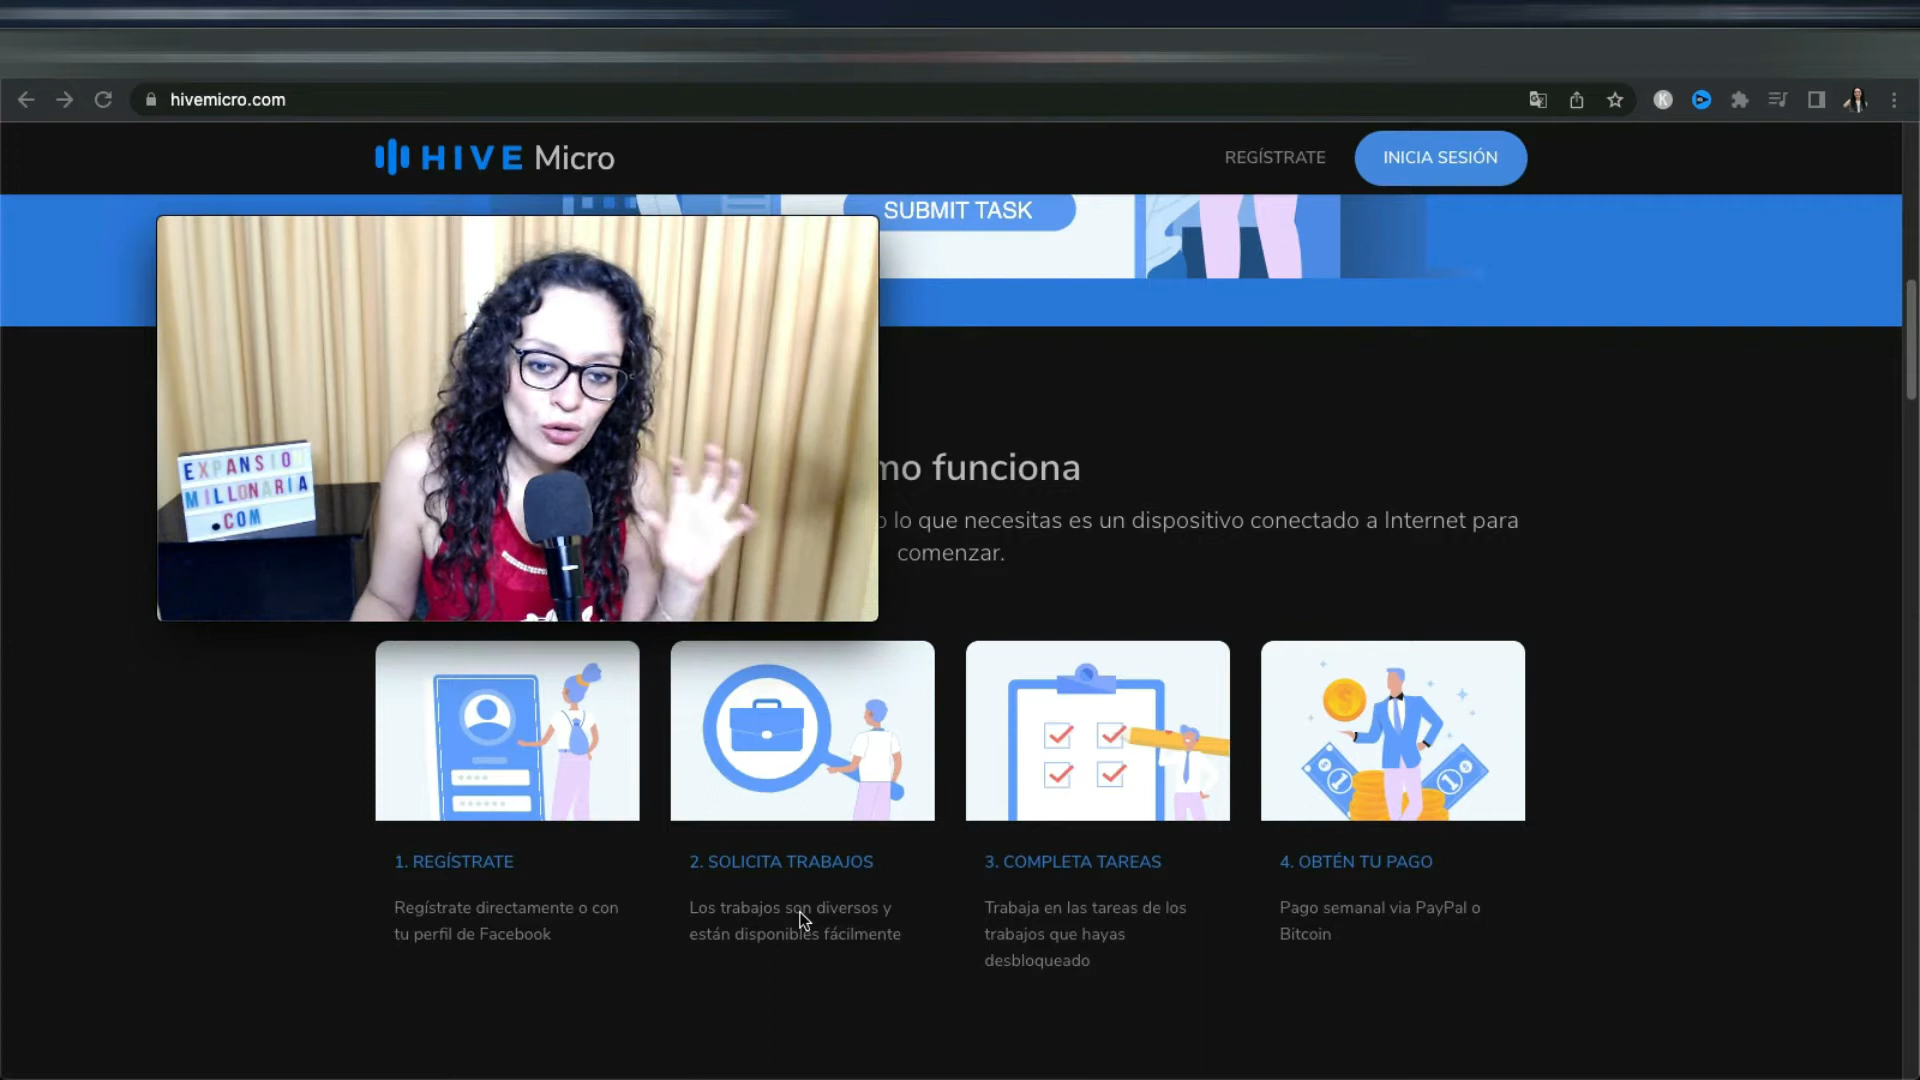 hivemicro.com
HIVE Micro
REGÍSTRATE
INICIA SESIÓN
SUBMIT TASK
EXPANSIO
MILLONARIA
.COM
mo funciona
lo que necesitas es un dispositivo conectado a Internet para
comenzar.
1. REGÍSTRATE
Regístrate directamente o con
tu perfil de Facebook
2. SOLICITA TRABAJOS
Los trabajos son diversos y
están disponibles fácilmente
3. COMPLETA TAREAS
Trabaja en las tareas de los
trabajos que hayas
desbloqueado
4. OBTÉN TU PAGO
Pago semanal via PayPal o
Bitcoin